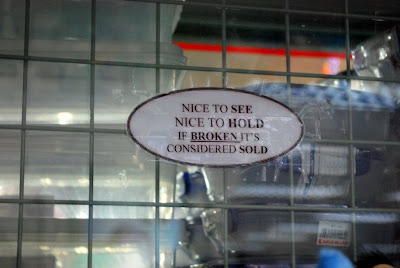 NICE TO SEE
NICE TO HOLD
IF BROKEN IT'S
CONSIDERED SOLD